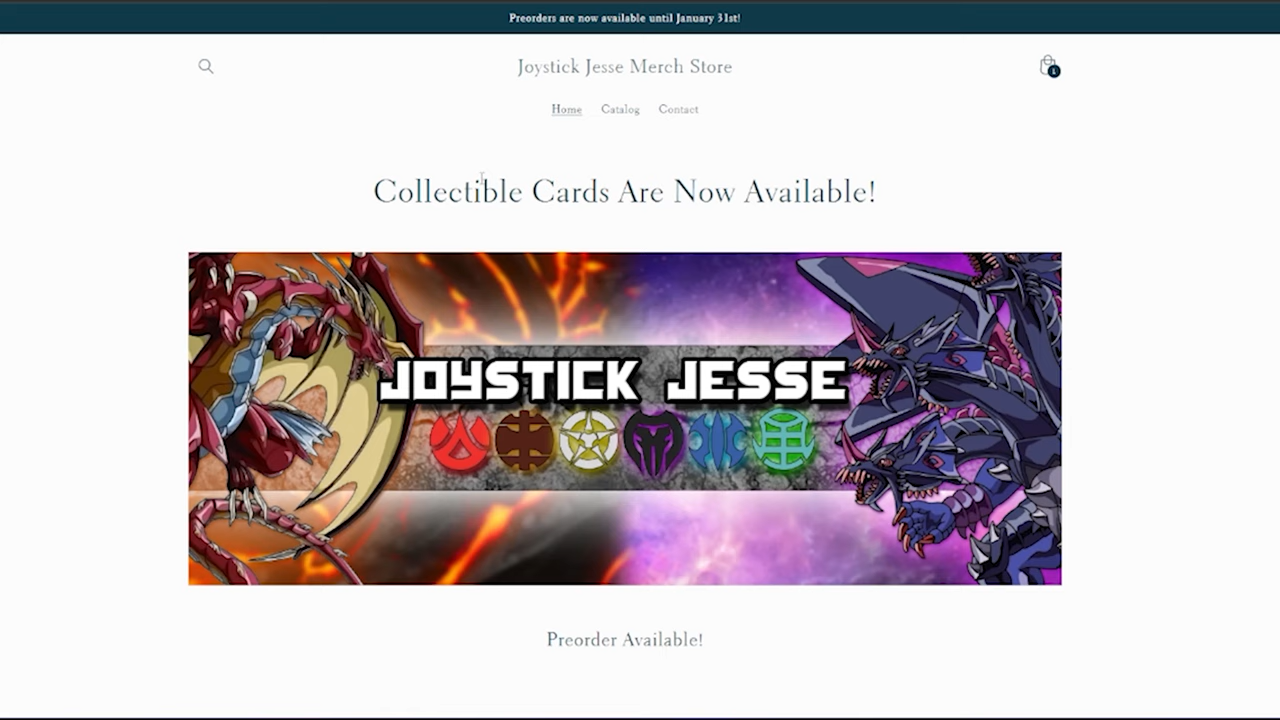 Preorders are now available until January 31st!
Joystick Jesse Merch Store
1
Home Catalog Contact
Collectible Cards Are Now Available!
JOYSTICK JESSE
Preorder Available!